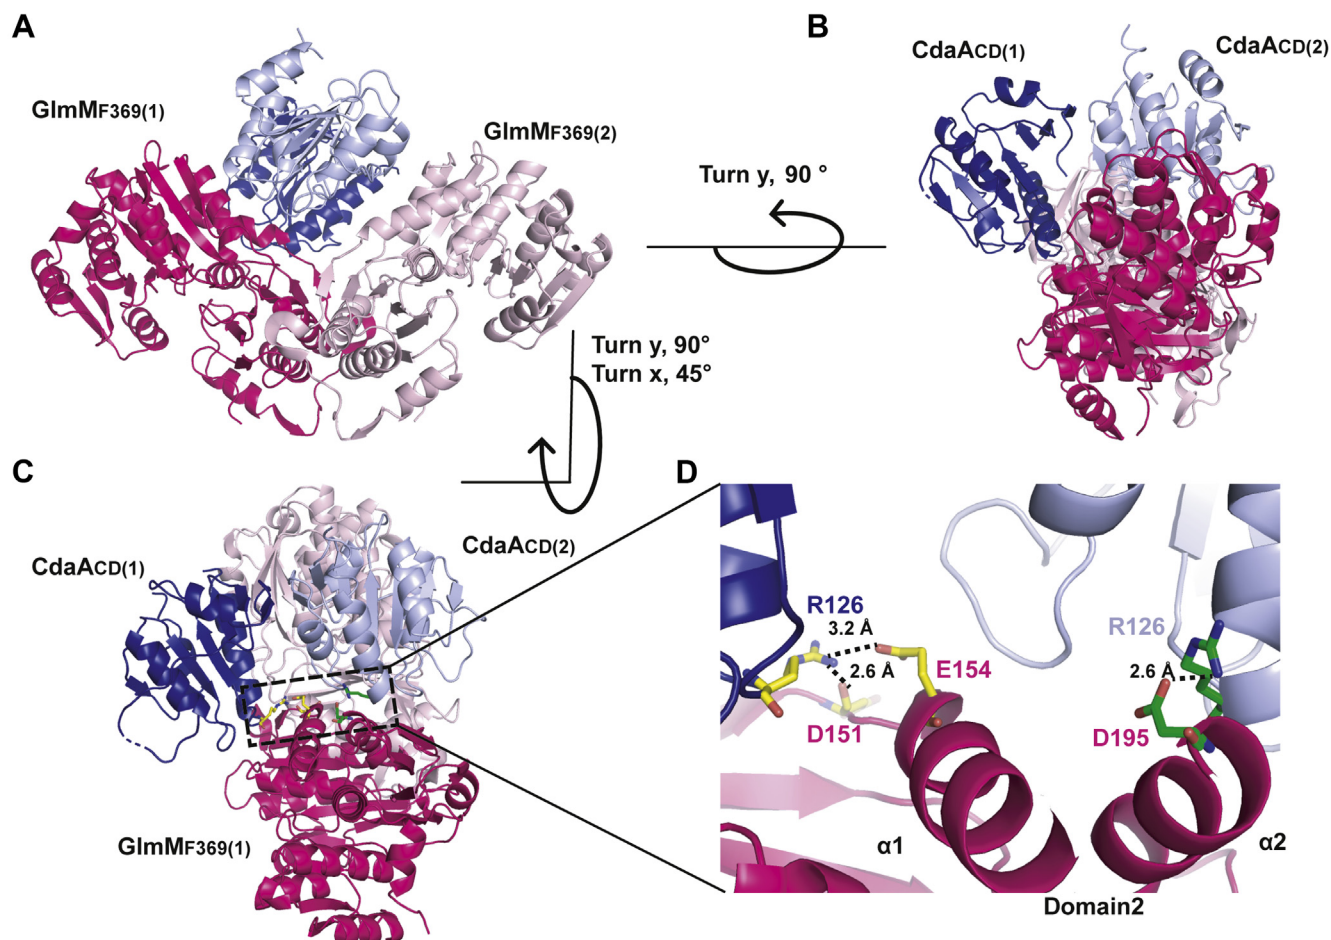 A
B
CdaACD(1)
CdaACD(2)
GlmMF369(1)
GlmMF369(2)
Turn y, 90 °
Turn y, 90°
Turn x, 45°
C
D
CdaACD(1)
CdaACD(2)
GlmMF369(1)
R126
3.2 Å
2.6 Å
E154
D151
R126
2.6 Å
D195
α1
α2
Domain2